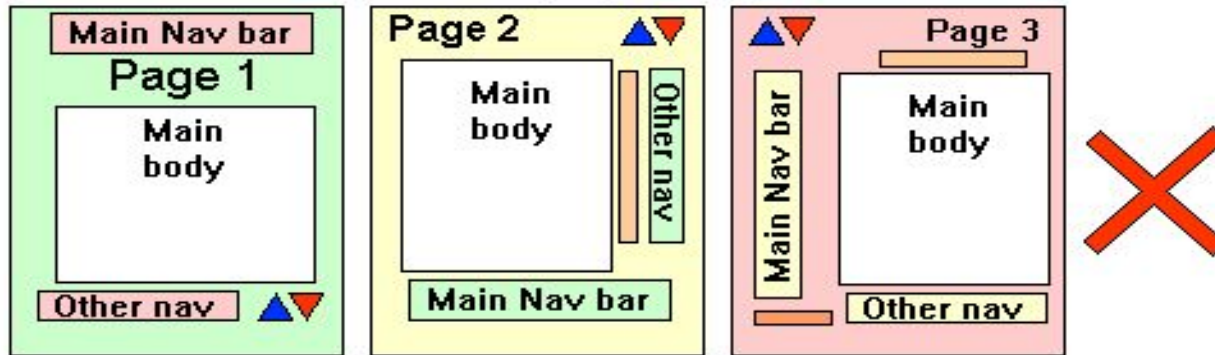 Main Nav bar
Page 1
Main
body
Other nav
Page 2
Main
body
Other nav
Main Nav bar
Page 3
Main Nav bar
Main
body
Other nav